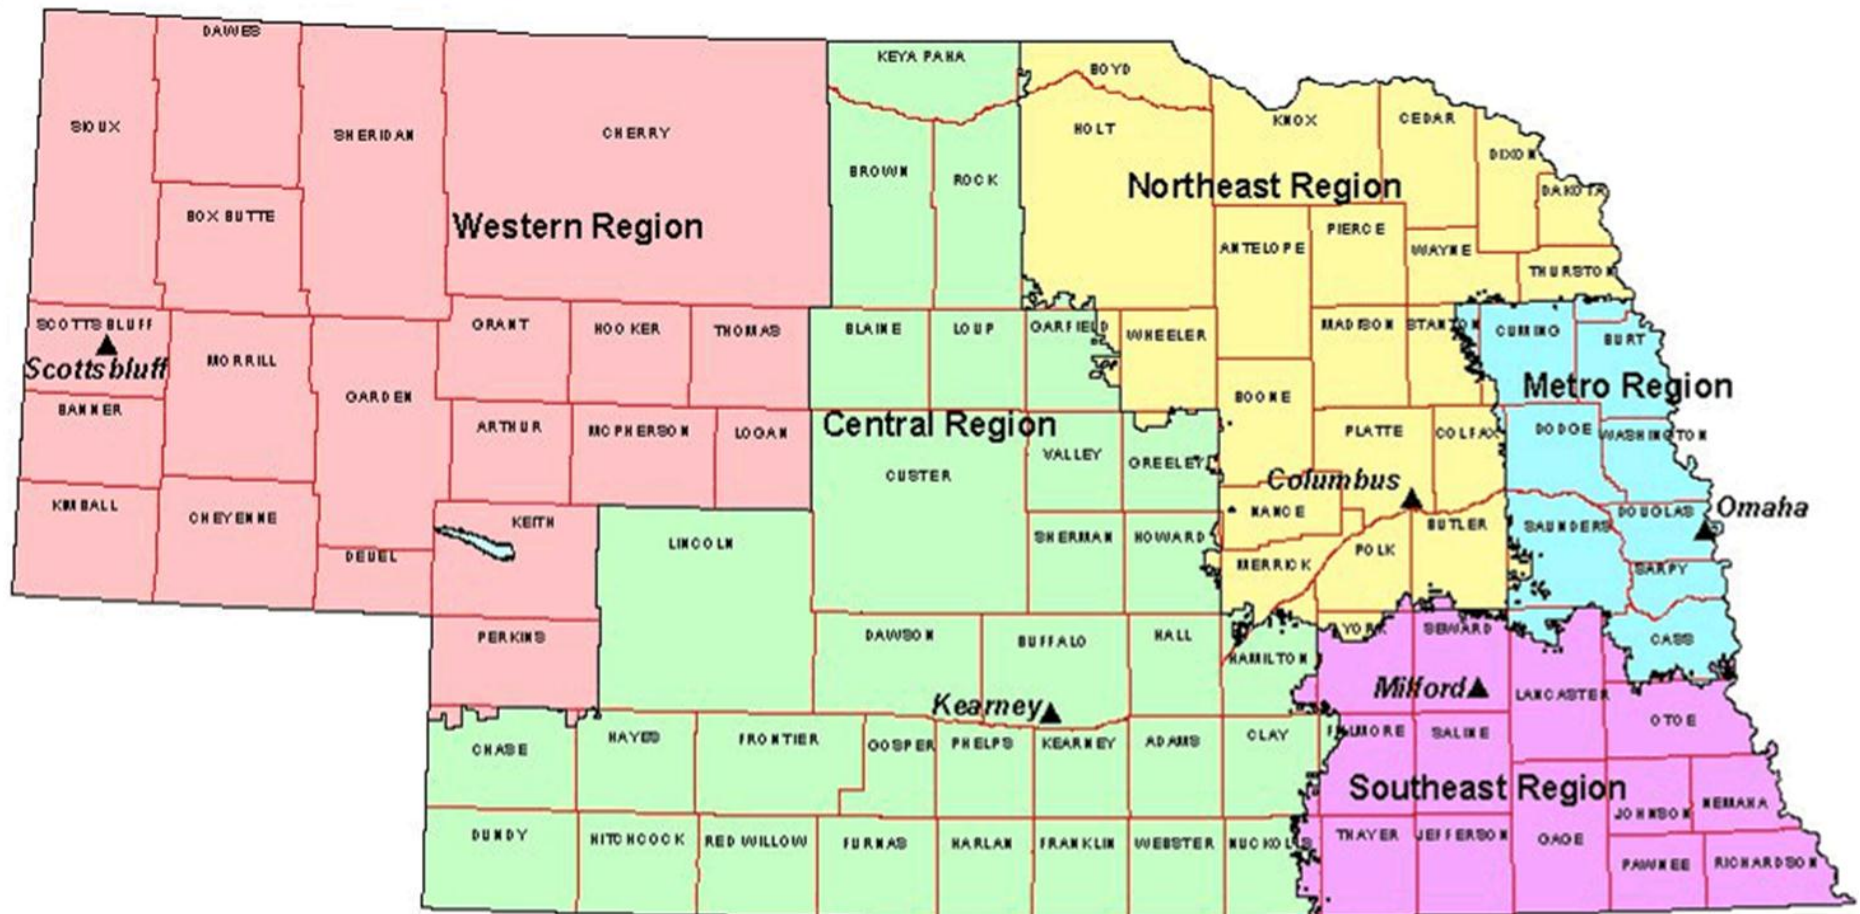 DAWES
KEYA PAHA
BOYD
SIOUX
SHERIDAN
CHERRY
HOLT
KNOX
CEDAR
DIXON
BROWN
ROCK
DAKOTA
Northeast Region
BOX BUTTE
Western Region
PIERCE
ANTELOPE
WAYNE
THURSTON
SCOTTS BLUFF
GRANT
HOOKER
THOMAS
BLAINE
LOUP
GARFIELD
WHEELER
MADISON
STANTON
CUMING
BURT
Scottsbluff
MORRILL
Metro Region
GARDEN
BOONE
BANNER
ARTHUR
MCPHERSON
LOGAN
Central Region
PLATTE
COLFAX
DODGE
WASHINGTON
VALLEY
GREELEY
CUSTER
Columbus
KIMBALL
CHEYENNE
KEITH
NANCE
BUTLER
SAUNDERS
DOUGLAS
Omaha
LINCOLN
SHERMAN
HOWARD
DEUEL
POLK
MERRICK
SARPY
PERKINS
DAWSON
BUFFALO
HALL
YORK
SEWARD
CASS
HAMILTON
Milford
LANCASTER
Kearney
OTOE
CHASE
HAYES
FRONTIER
GOSPER
PHELPS
KEARNEY
ADAMS
CLAY
FILLMORE
SALINE
Southeast Region
JOHNSON
NEMAHA
DUNDY
HITCHCOCK
RED WILLOW
FURNAS
HARLAN
FRANKLIN
WEBSTER
NUCKOLLS
THAYER
JEFFERSON
GAGE
PAWNEE
RICHARDSON